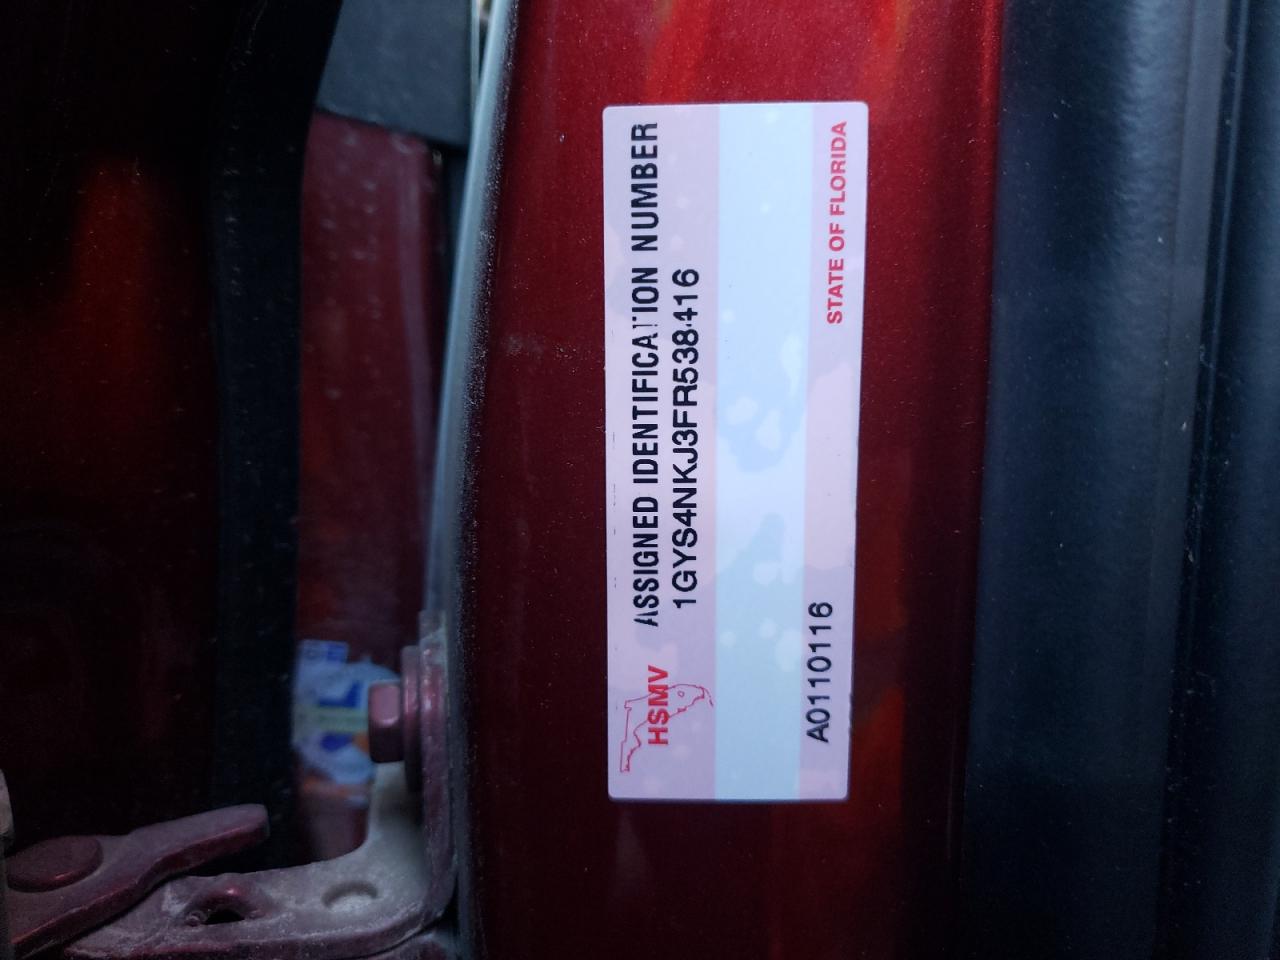 ASSIGNED IDENTIFICATION NUMBER
1GYS4NKJ3FR538416
HSMV
A0110116
STATE OF FLORIDA